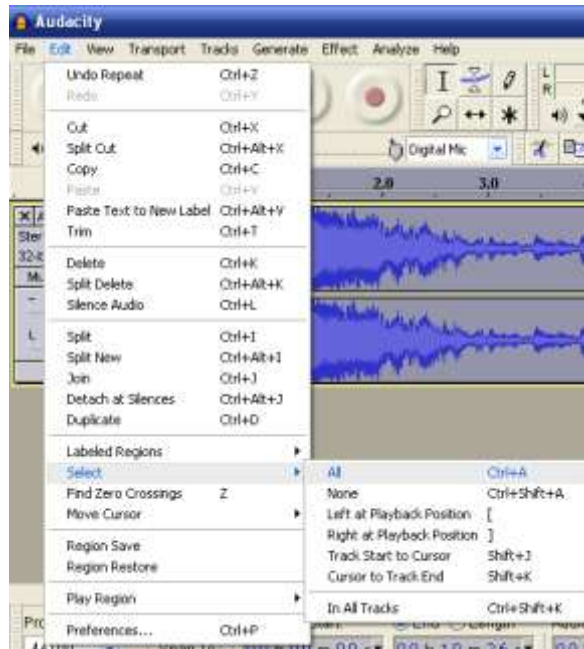 Audacity
File Edit View Transport Tracks Generate Effect Analyze Help
Undo Repeat Ctrl+Z
Redo Ctrl+Y
Cut Ctrl+X
Split Cut Ctrl+Alt+X
Copy Ctrl+C
Paste Ctrl+V
Paste Text to New Label Ctrl+Alt+V
Trim Ctrl+T
Delete Ctrl+K
Split Delete Ctrl+Alt+K
Silence Audio Ctrl+L
Split Ctrl+I
Split New Ctrl+Alt+I
Join Ctrl+J
Detach at Silences Ctrl+Alt+J
Duplicate Ctrl+D
Labeled Regions
Select
Find Zero Crossings Z
Move Cursor
Region Save
Region Restore
Play Region
Preferences... Ctrl+P
All Ctrl+A
None Ctrl+Shift+A
Left at Playback Position [
Right at Playback Position ]
Track Start to Cursor Shift+J
Cursor to Track End Shift+K
In All Tracks Ctrl+Shift+K
L
R
Digital Mic
2.0 3.0
L
End Length